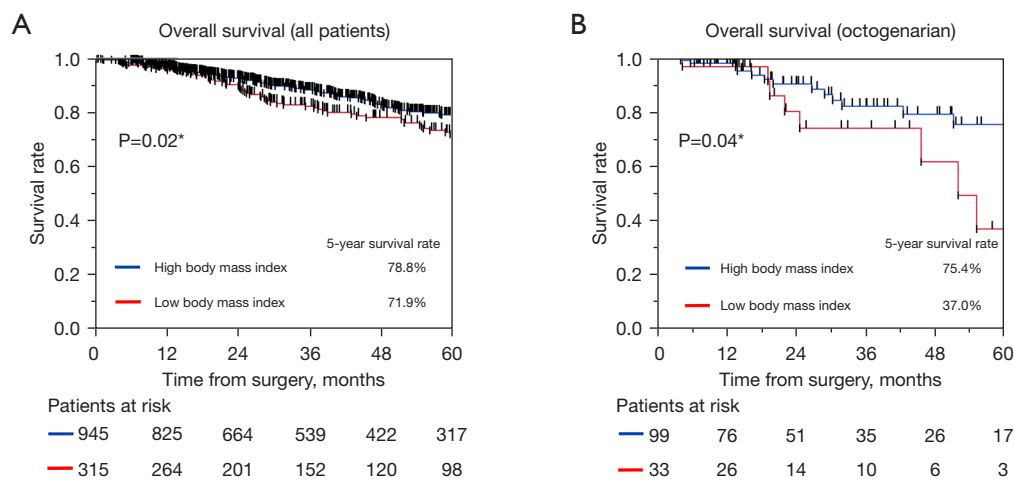 A
Overall survival (all patients)
1.0
0.8
0.6
0.4
0.2
0.0
Survival rate
P=0.02*
5-year survival rate
High body mass index 78.8%
Low body mass index 71.9%
0 12 24 36 48 60
Time from surgery, months
Patients at risk
945 825 664 539 422 317
315 264 201 152 120 98
B
Overall survival (octogenarian)
1.0
0.8
0.6
0.4
0.2
0.0
Survival rate
P=0.04*
5-year survival rate
High body mass index 75.4%
Low body mass index 37.0%
0 12 24 36 48 60
Time from surgery, months
Patients at risk
99 76 51 35 26 17
33 26 14 10 6 3